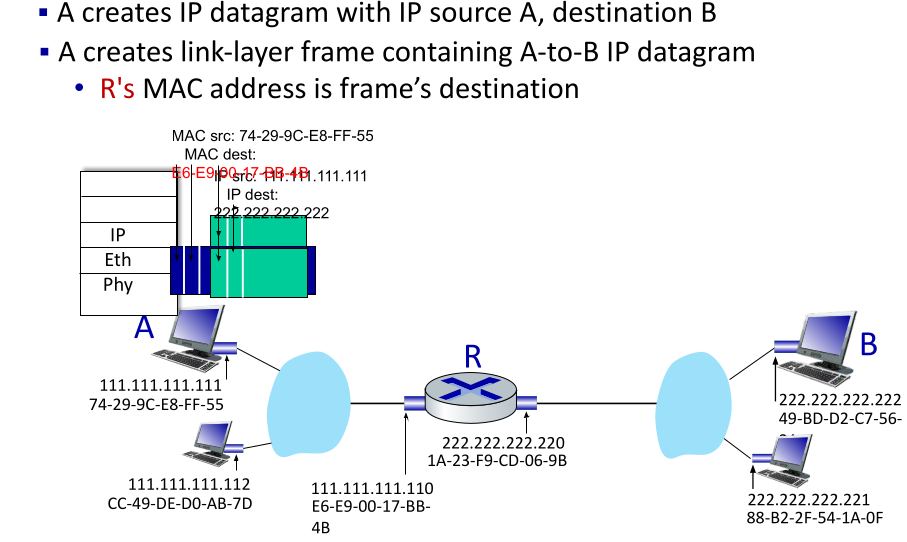 ▪ A creates IP datagram with IP source A, destination B
▪ A creates link-layer frame containing A-to-B IP datagram
• R's MAC address is frame’s destination
MAC src: 74-29-9C-E8-FF-55
MAC dest:
E6-E9-00-17-BB-4B
IP src: 111.111.111.111
IP dest:
222.222.222.222
IP
Eth
Phy
A
R
B
111.111.111.111
74-29-9C-E8-FF-55
222.222.222.222
49-BD-D2-C7-56-
222.222.222.220
1A-23-F9-CD-06-9B
111.111.111.112
CC-49-DE-D0-AB-7D
111.111.111.110
E6-E9-00-17-BB-
4B
222.222.222.221
88-B2-2F-54-1A-0F